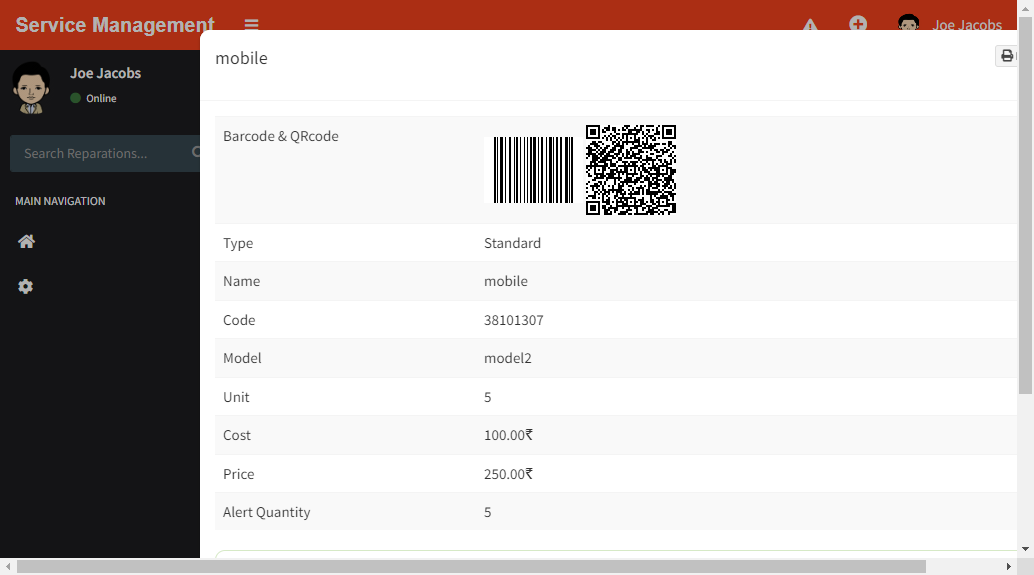 Service Management
Joe Jacobs
Joe Jacobs
Online
Search Reparations...
MAIN NAVIGATION
mobile
Barcode & QRcode
Type Standard
Name mobile
Code 38101307
Model model2
Unit 5
Cost 100.00₹
Price 250.00₹
Alert Quantity 5